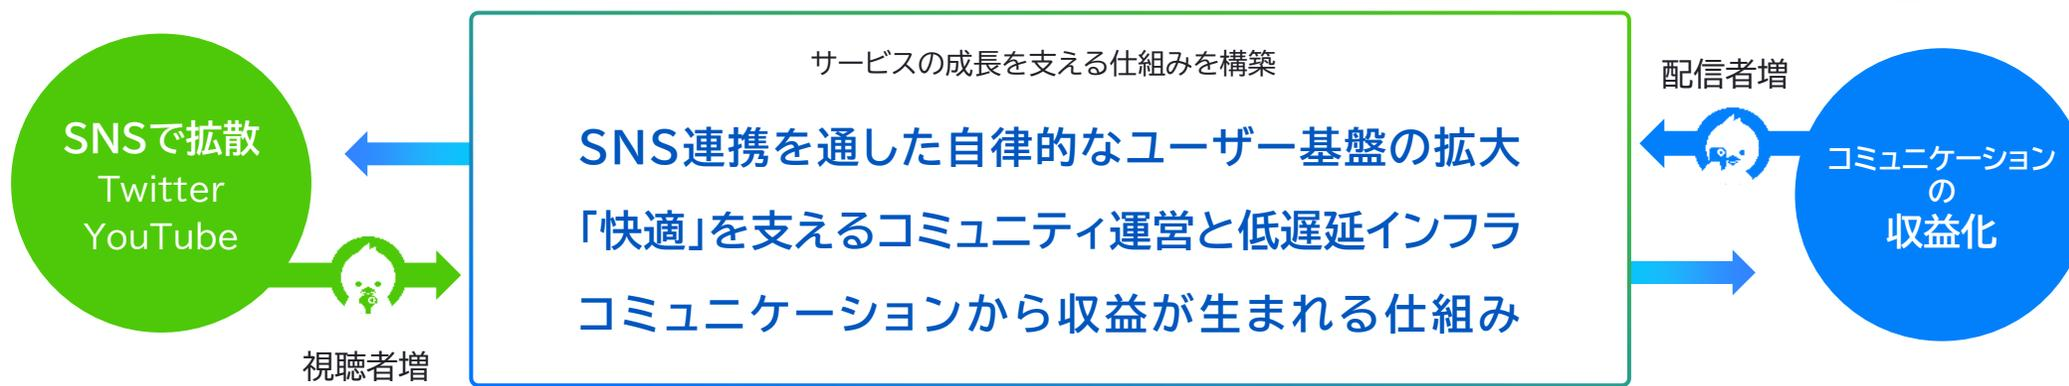 SNSで拡散
Twitter
YouTube
視聴者増
サービスの成長を支える仕組みを構築
SNS連携を通した自律的なユーザー基盤の拡大
「快適」を支えるコミュニティ運営と低遅延インフラ
コミュニケーションから収益が生まれる仕組み
配信者増
コミュニケーション
の
収益化